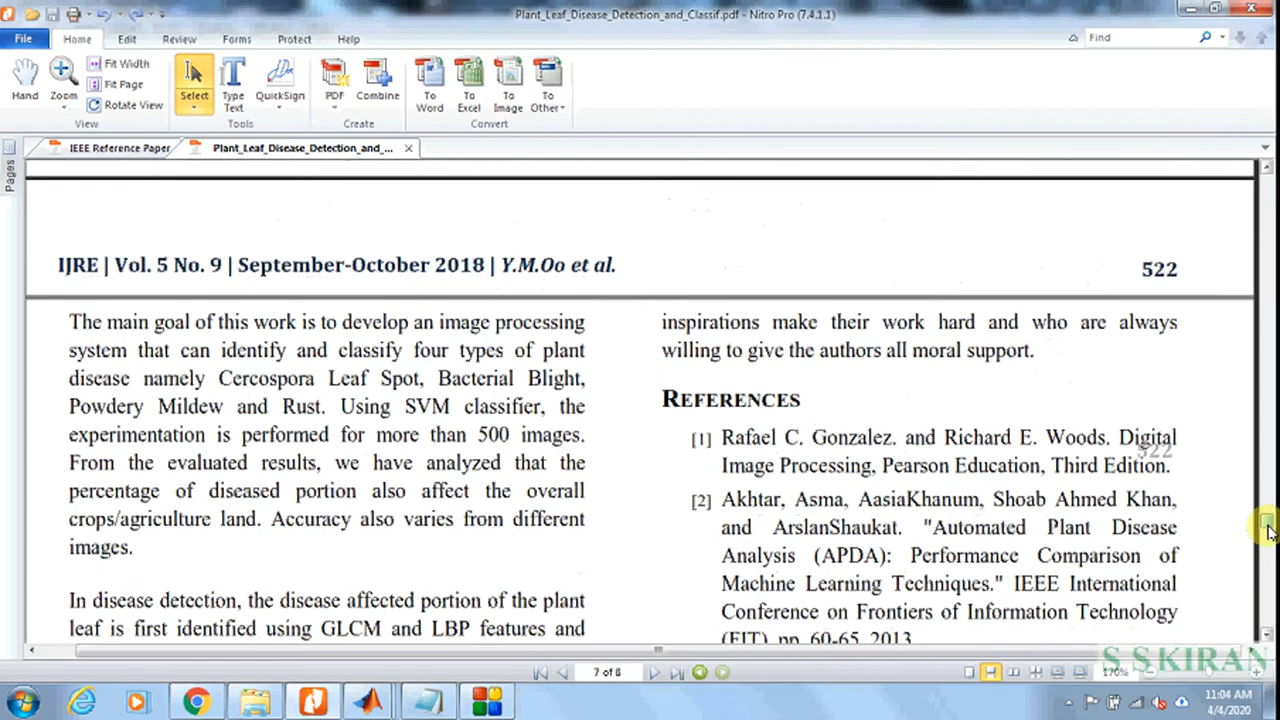 Plant_Leaf_Disease_Detection_and_Classif.pdf - Nitro Pro (7.4.1.1)
File Home Edit Review Forms Protect Help Find
Hand
Zoom
Fit Width
Fit Page
Rotate View
View
Select
Type Text
QuickSign
Tools
PDF
Combine
Create
To Word
To Excel
To Image
To Other
Convert
IEEE Reference Paper Plant_Leaf_Disease_Detection_and_...
Pages
IJRE | Vol. 5 No. 9 | September-October 2018 | Y.M.Oo et al. 522
The main goal of this work is to develop an image processing
system that can identify and classify four types of plant
disease namely Cercospora Leaf Spot, Bacterial Blight,
Powdery Mildew and Rust. Using SVM classifier, the
experimentation is performed for more than 500 images.
From the evaluated results, we have analyzed that the
percentage of diseased portion also affect the overall
crops/agriculture land. Accuracy also varies from different
images.
In disease detection, the disease affected portion of the plant
leaf is first identified using GLCM and LBP features and
inspirations make their work hard and who are always
willing to give the authors all moral support.
REFERENCES
[1] Rafael C. Gonzalez. and Richard E. Woods. Digital
522
Image Processing, Pearson Education, Third Edition.
[2] Akhtar, Asma, AasiaKhanum, Shoab Ahmed Khan,
and ArslanShaukat. "Automated Plant Disease
Analysis (APDA): Performance Comparison of
Machine Learning Techniques." IEEE International
Conference on Frontiers of Information Technology
(FIT), pp. 60-65, 2013
S S KIRAN
7 of 8
170%
11:04 AM
4/4/2020